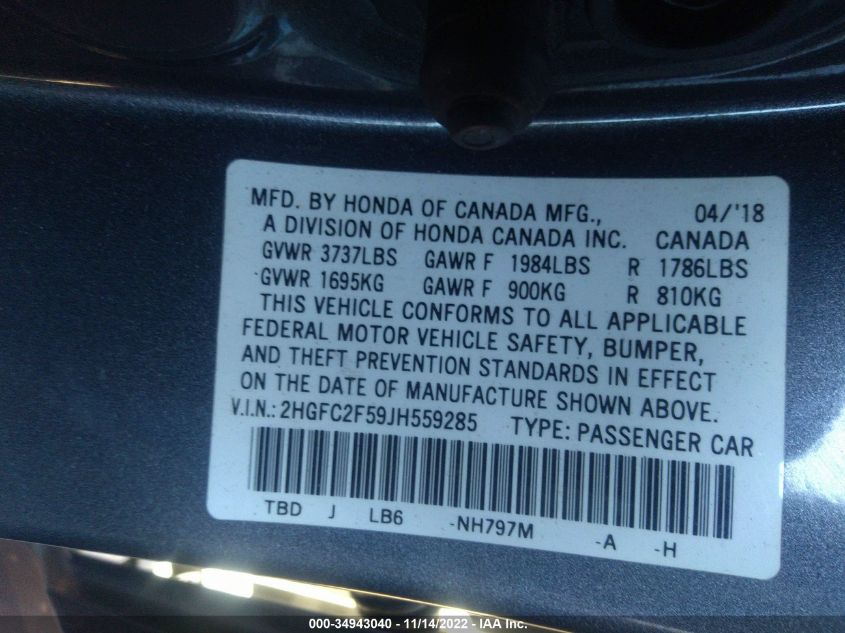 MFD. BY HONDA OF CANADA MFG., 04/'18
A DIVISION OF HONDA CANADA INC. CANADA
GVWR 3737LBS GAWR F 1984LBS R 1786LBS
GVWR 1695KG GAWR F 900KG R 810KG
THIS VEHICLE CONFORMS TO ALL APPLICABLE
FEDERAL MOTOR VEHICLE SAFETY, BUMPER,
AND THEFT PREVENTION STANDARDS IN EFFECT
ON THE DATE OF MANUFACTURE SHOWN ABOVE.
V.I.N.: 2HGFC2F59JH559285 TYPE: PASSENGER CAR
TBD J LB6 -NH797M -A -H
000-34943040 - 11/14/2022 - IAA Inc.